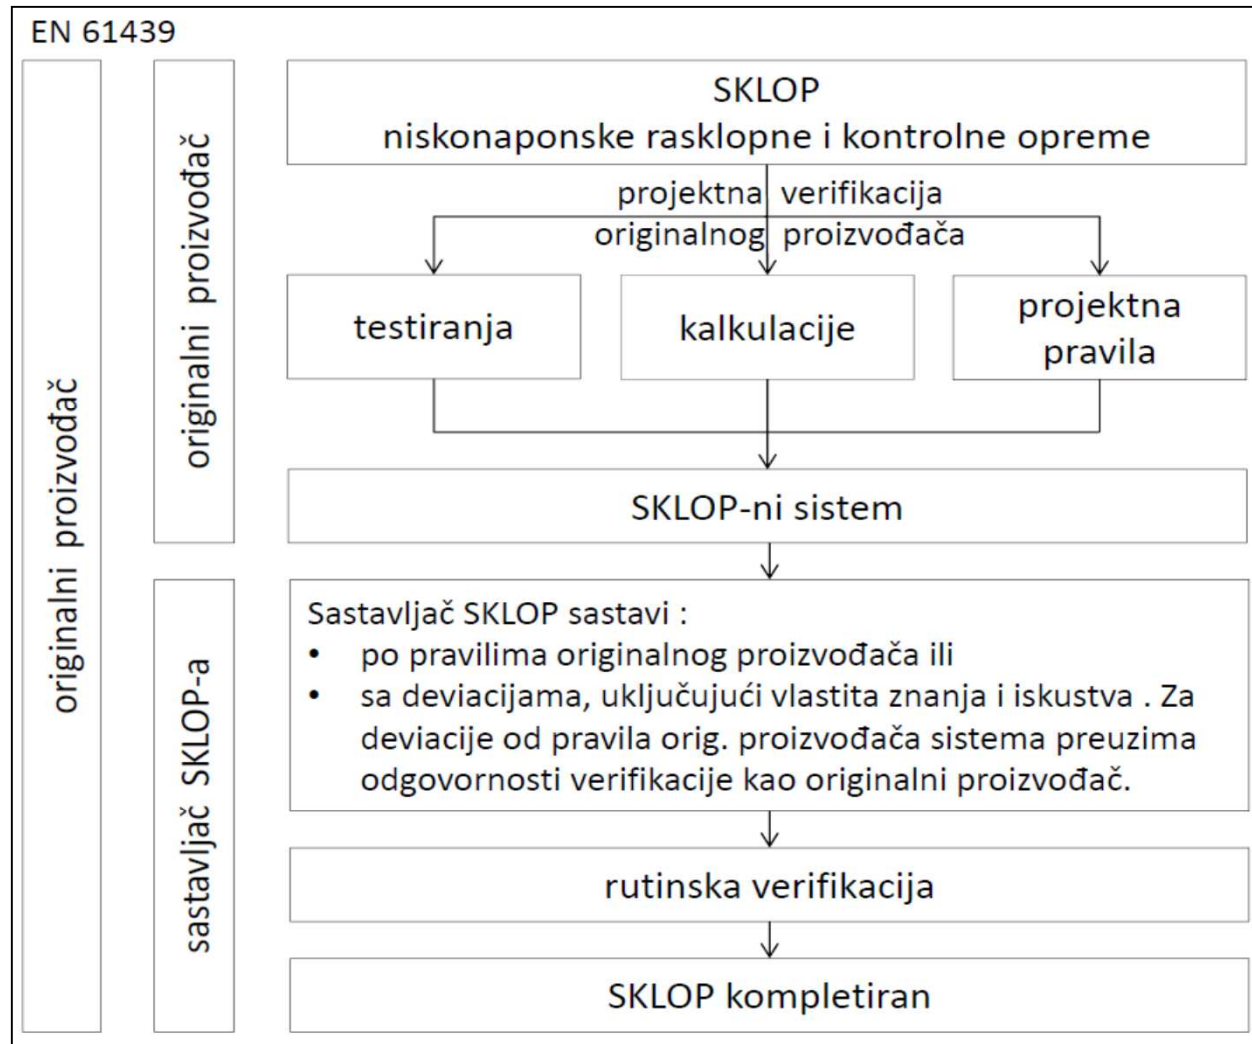 EN 61439
originalni proizvođač
originalni proizvođač
SKLOP
niskonaponske rasklopne i kontrolne opreme
projektna verifikacija
originalnog proizvođača
testiranja
kalkulacije
projektna
pravila
SKLOP-ni sistem
sastavljač SKLOP-a
Sastavljač SKLOP sastavi :
• po pravilima originalnog proizvođača ili
• sa deviacijama, uključujući vlastita znanja i iskustva . Za
deviacije od pravila orig. proizvođača sistema preuzima
odgovornosti verifikacije kao originalni proizvođač.
rutinska verifikacija
SKLOP kompletiran